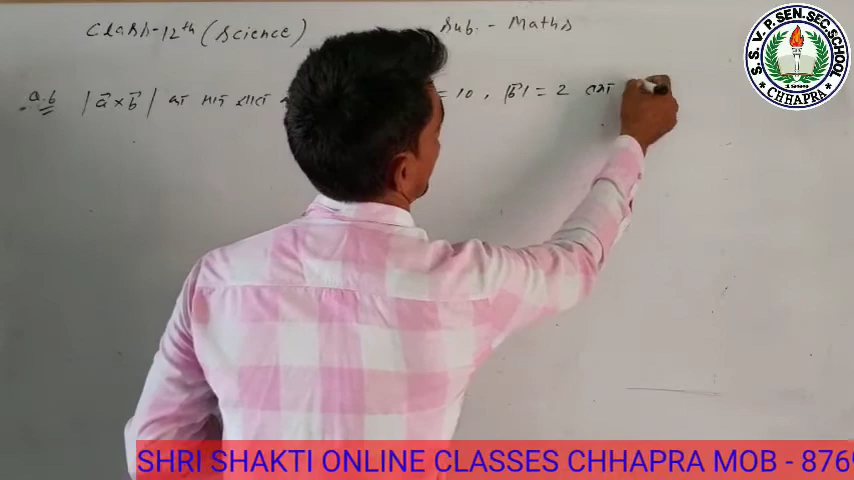 Class-12th (Science) Sub. - Maths
Q.6 |a⃗ × b⃗| का मान ज्ञात = 10, |b⃗| = 2 तथा
S. S. V. P. SEN. SEC. SCHOOL
* CHHAPRA *
SHRI SHAKTI ONLINE CLASSES CHHAPRA MOB - 876